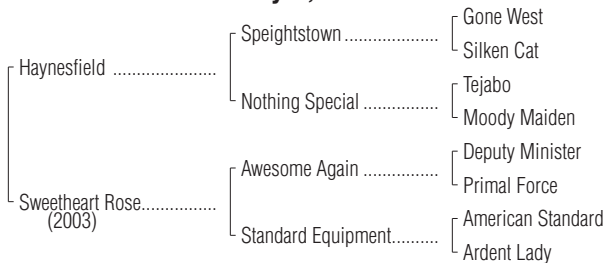 Gone West
Speightstown ...................
Silken Cat
Haynesfield .....................
Tejabo
Nothing Special ...............
Moody Maiden
Deputy Minister
Awesome Again ...............
Primal Force
Sweetheart Rose...............
(2003)
American Standard
Standard Equipment..........
Ardent Lady